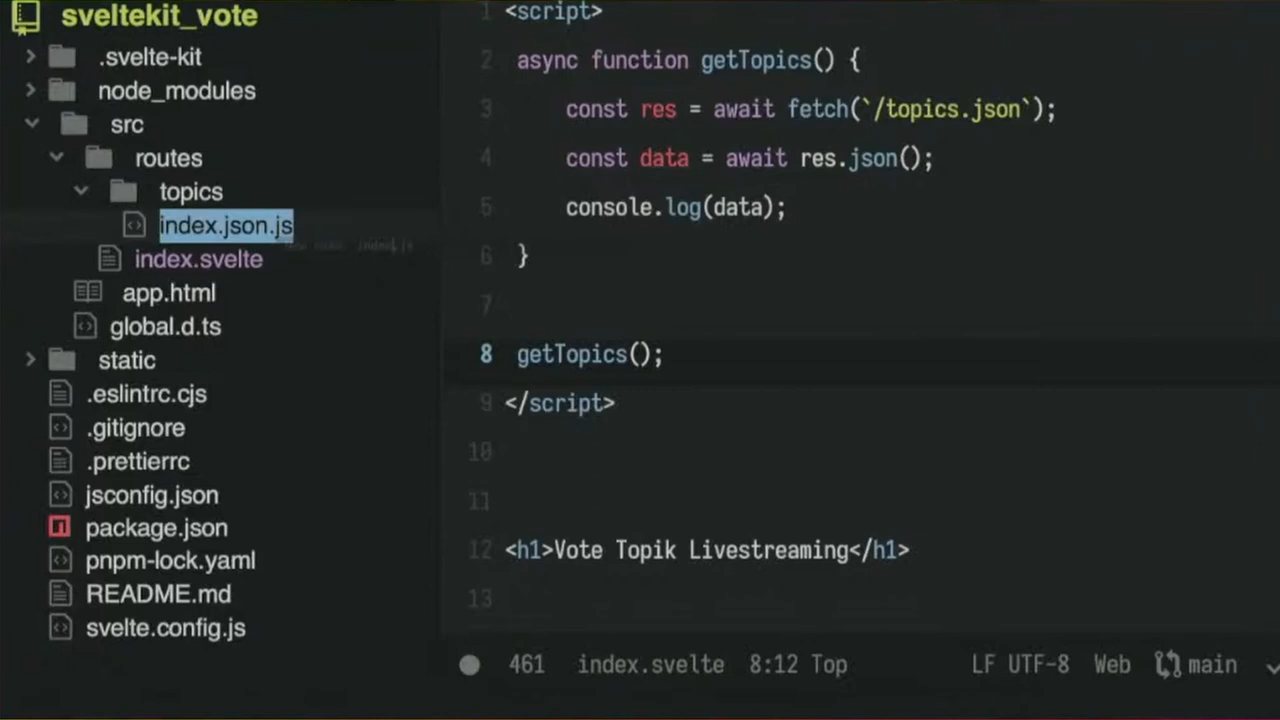 sveltekit_vote
.svelte-kit
node_modules
src
routes
topics
index.json.js
index.svelte
app.html
global.d.ts
static
.eslintrc.cjs
.gitignore
.prettierrc
jsconfig.json
package.json
pnpm-lock.yaml
README.md
svelte.config.js
1 <script>
2 async function getTopics() {
3 const res = await fetch(`/topics.json`);
4 const data = await res.json();
5 console.log(data);
6 }
7
8 getTopics();
9 </script>
10
11
12 <h1>Vote Topik Livestreaming</h1>
13
461 index.svelte 8:12 Top LF UTF-8 Web main